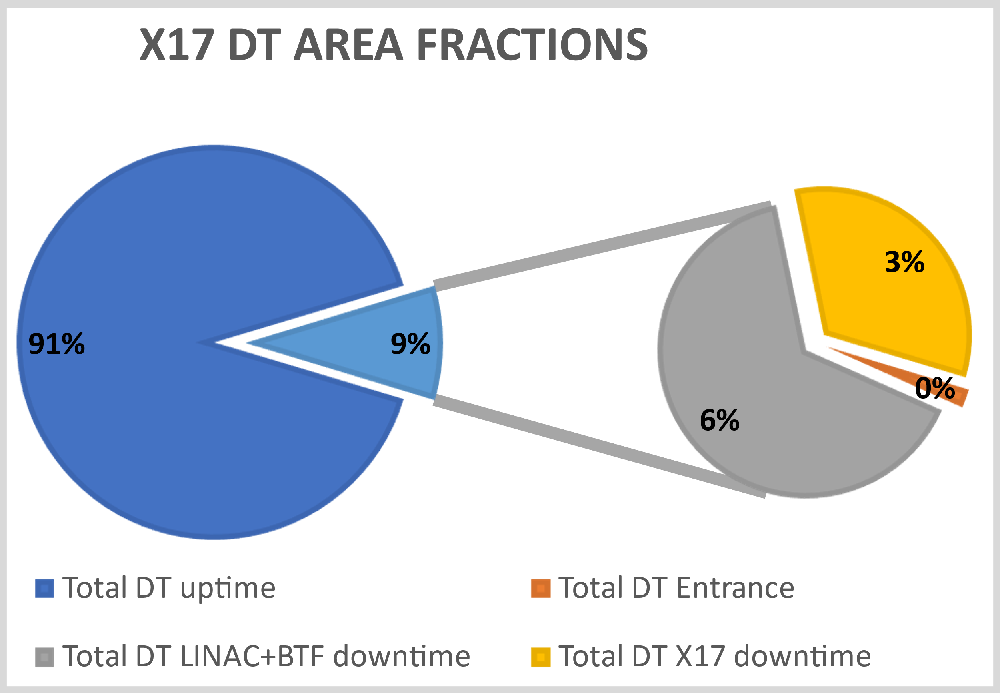 X17 DT AREA FRACTIONS
3%
91%
9%
0%
6%
Total DT uptime
Total DT Entrance
Total DT LINAC+BTF downtime
Total DT X17 downtime